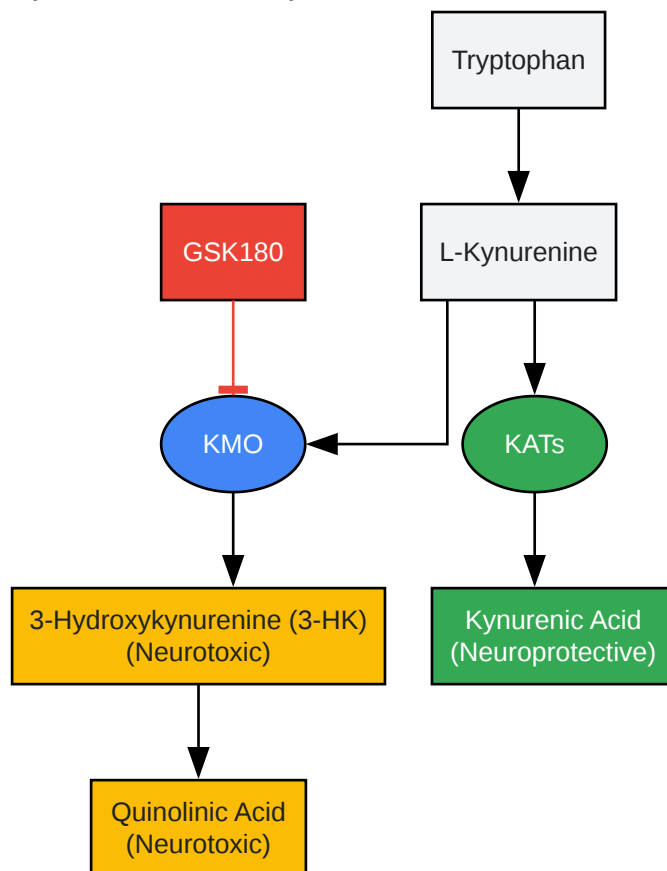 Tryptophan
GSK180
L-Kynurenine
KMO
KATs
3-Hydroxykynurenine (3-HK)
(Neurotoxic)
Kynurenic Acid
(Neuroprotective)
Quinolinic Acid
(Neurotoxic)